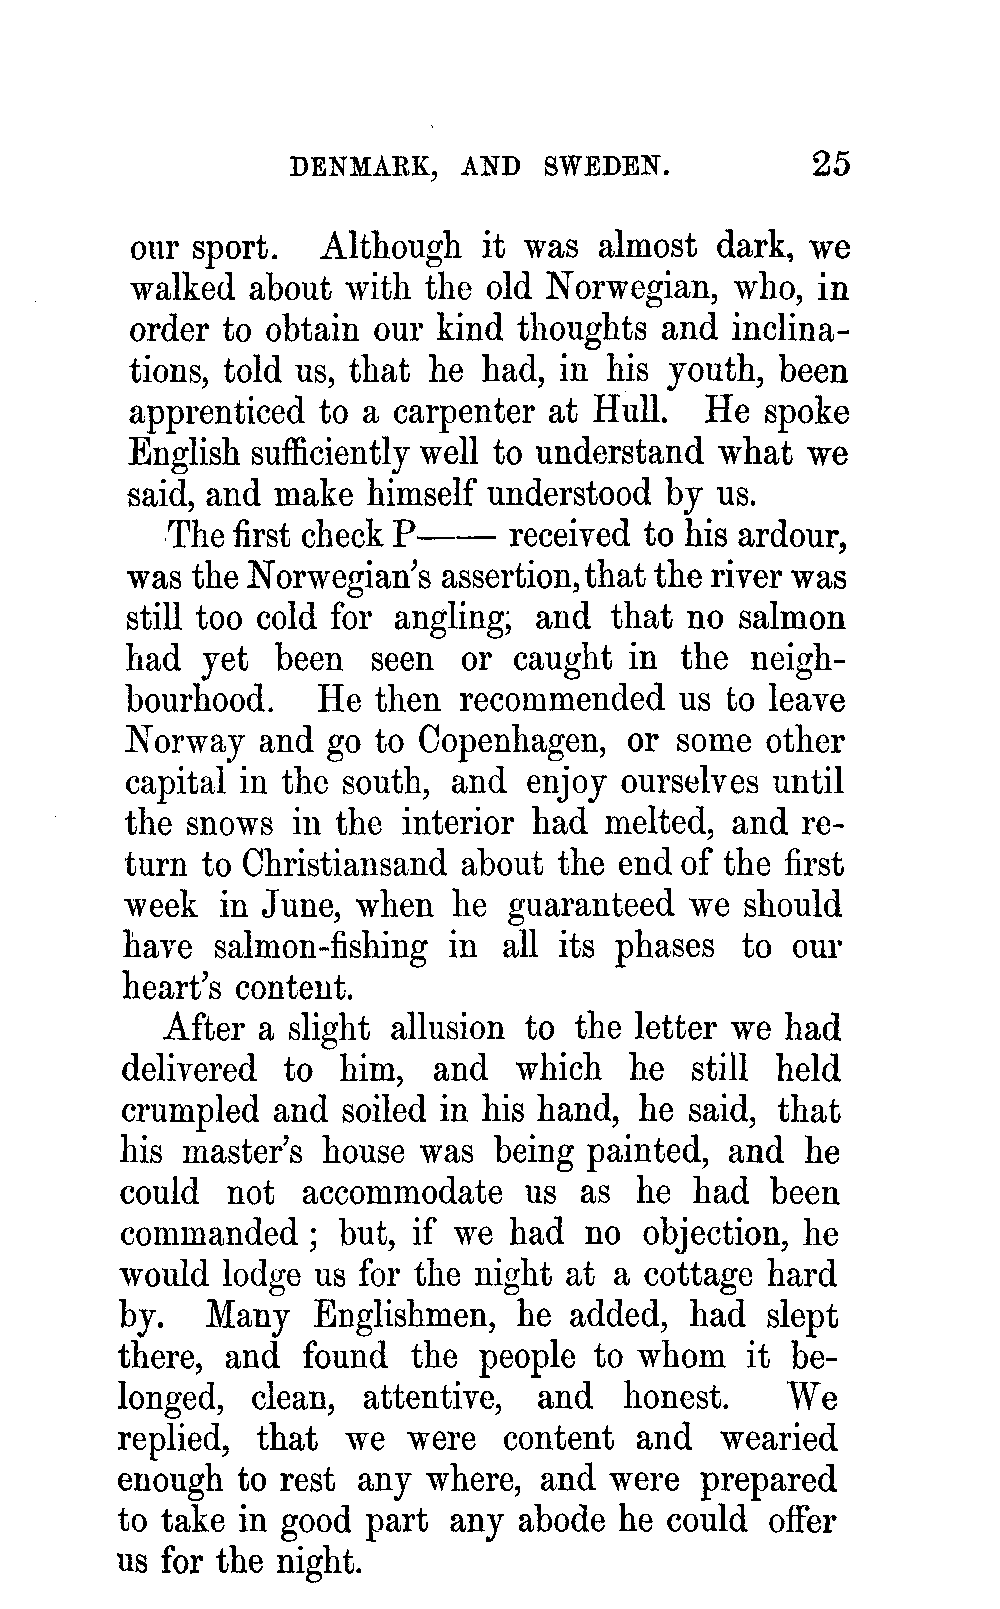 DENMARK, AND SWEDEN. 25
our sport. Although it was almost dark, we
walked about with the old Norwegian, who, in
order to obtain our kind thoughts and inclina-
tions, told us, that he had, in his youth, been
apprenticed to a carpenter at Hull. He spoke
English sufficiently well to understand what we
said, and make himself understood by us.
The first check P—— received to his ardour,
was the Norwegian's assertion, that the river was
still too cold for angling; and that no salmon
had yet been seen or caught in the neigh-
bourhood. He then recommended us to leave
Norway and go to Copenhagen, or some other
capital in the south, and enjoy ourselves until
the snows in the interior had melted, and re-
turn to Christiansand about the end of the first
week in June, when he guaranteed we should
have salmon-fishing in all its phases to our
heart's content.
After a slight allusion to the letter we had
delivered to him, and which he still held
crumpled and soiled in his hand, he said, that
his master's house was being painted, and he
could not accommodate us as he had been
commanded; but, if we had no objection, he
would lodge us for the night at a cottage hard
by. Many Englishmen, he added, had slept
there, and found the people to whom it be-
longed, clean, attentive, and honest. We
replied, that we were content and wearied
enough to rest any where, and were prepared
to take in good part any abode he could offer
us for the night.